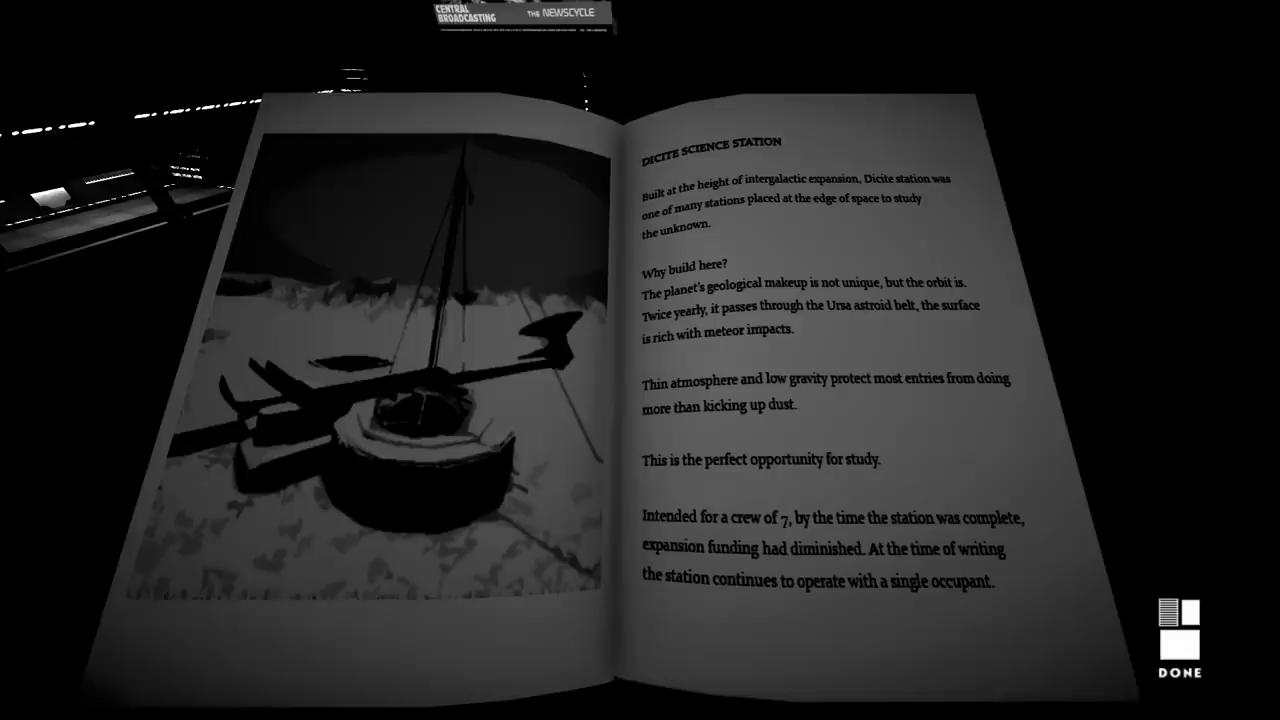 CENTRAL
BROADCASTING
THE NEWSCYCLE
DICITE SCIENCE STATION
Built at the height of intergalactic expansion, Dicite station was
one of many stations placed at the edge of space to study
the unknown.
Why build here?
The planet's geological makeup is not unique, but the orbit is.
Twice yearly, it passes through the Ursa astroid belt, the surface
is rich with meteor impacts.
Thin atmosphere and low gravity protect most entries from doing
more than kicking up dust.
This is the perfect opportunity for study.
Intended for a crew of 7, by the time the station was complete,
expansion funding had diminished. At the time of writing
the station continues to operate with a single occupant.
DONE